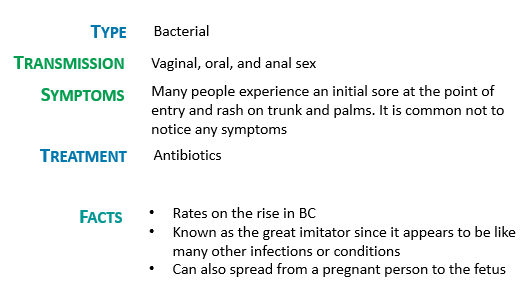 TYPE Bacterial
TRANSMISSION Vaginal, oral, and anal sex
SYMPTOMS Many people experience an initial sore at the point of
entry and rash on trunk and palms. It is common not to
notice any symptoms
TREATMENT Antibiotics
FACTS • Rates on the rise in BC
• Known as the great imitator since it appears to be like
many other infections or conditions
• Can also spread from a pregnant person to the fetus